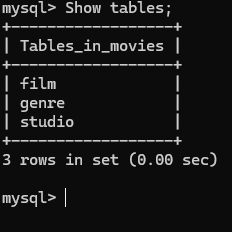 mysql> Show tables;
+------------------+
| Tables_in_movies |
+------------------+
| film             |
| genre            |
| studio           |
+------------------+
3 rows in set (0.00 sec)
mysql>